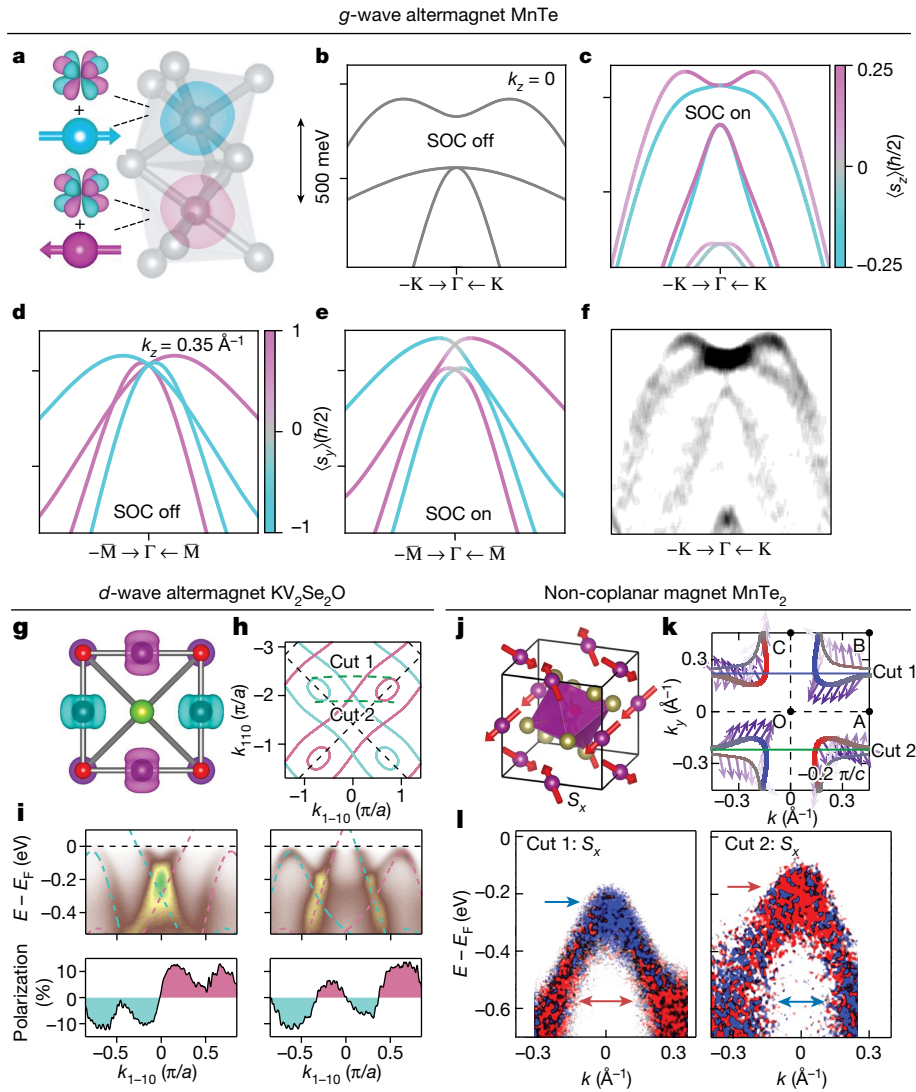 g-wave altermagnet MnTe
a
+
+
b
k_z = 0
SOC off
500 meV
−K → Γ ← K
c
SOC on
0.25
0
−0.25
⟨s_z⟩(ℏ/2)
−K → Γ ← K
d
k_z = 0.35 Å⁻¹
SOC off
1
0
−1
⟨s_y⟩(ℏ/2)
−M̅ → Γ ← M̅
e
SOC on
−M̅ → Γ ← M̅
f
−K → Γ ← K
d-wave altermagnet KV₂Se₂O
g
h
−3
−2
−1
k₁₁₀ (π/a)
Cut 1
Cut 2
−1 0 1
k₁₋₁₀ (π/a)
i
0
−0.2
−0.4
E − E_F (eV)
10
0
−10
Polarization
(%)
−0.5 0 0.5
k₁₋₁₀ (π/a)
−0.5 0 0.5
k₁₋₁₀ (π/a)
Non-coplanar magnet MnTe₂
j
S_x
k
C
B
Cut 1
O
A
Cut 2
−0.2 π/c
0.3
0
−0.3
k_y (Å⁻¹)
−0.3 0 0.3
k (Å⁻¹)
l
Cut 1: S_x
Cut 2: S_x
0
−0.2
−0.4
−0.6
E − E_F (eV)
−0.3 0 0.3
k (Å⁻¹)
−0.3 0 0.3
k (Å⁻¹)